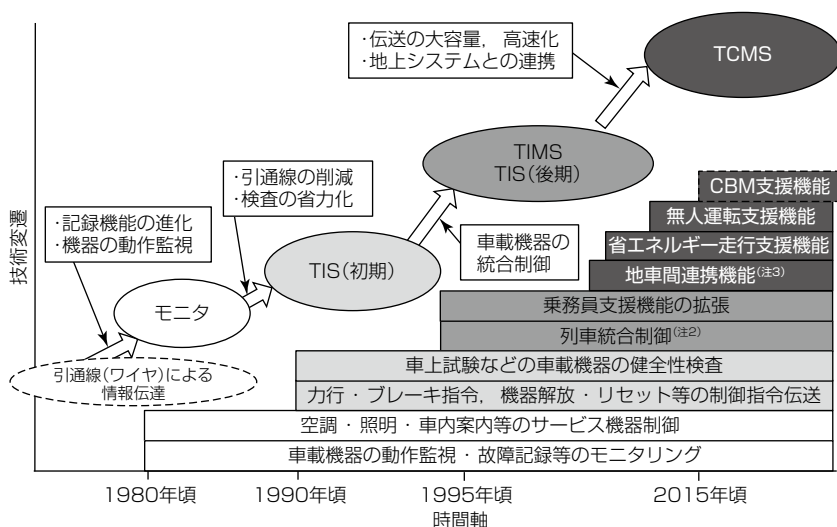 ・伝送の大容量，高速化
・地上システムとの連携
TCMS
TIMS
TIS（後期）
・引通線の削減
・検査の省力化
CBM支援機能
・記録機能の進化
・機器の動作監視
無人運転支援機能
車載機器の
統合制御
省エネルギー走行支援機能
TIS（初期）
地車間連携機能(注3)
技術変遷
モニタ
乗務員支援機能の拡張
列車統合制御(注2)
引通線（ワイヤ）による
情報伝達
車上試験などの車載機器の健全性検査
力行・ブレーキ指令，機器解放・リセット等の制御指令伝送
空調・照明・車内案内等のサービス機器制御
車載機器の動作監視・故障記録等のモニタリング
1980年頃
1990年頃
1995年頃
2015年頃
時間軸